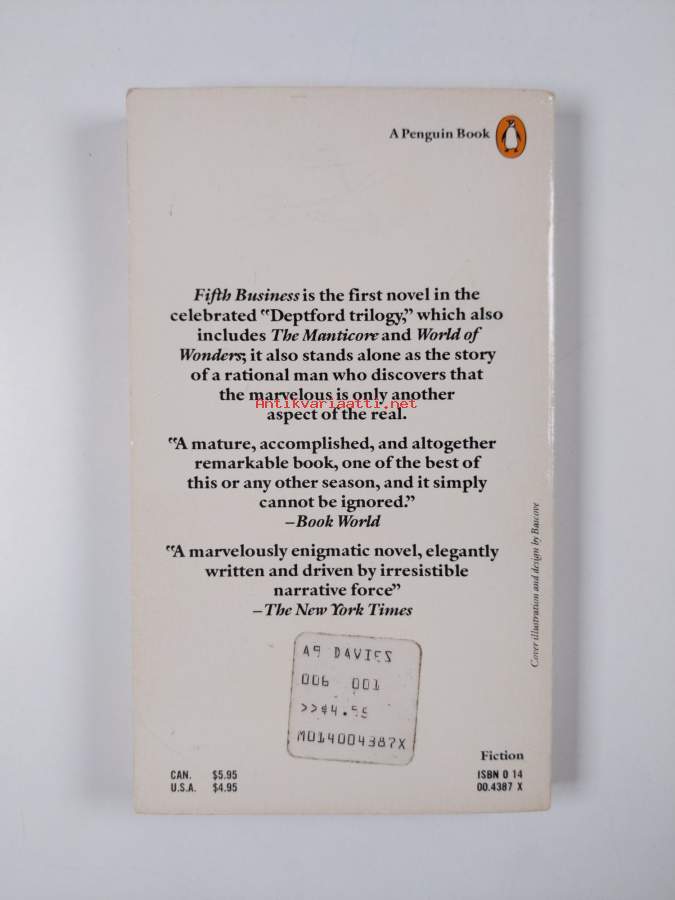 A Penguin Book
Fifth Business is the first novel in the
celebrated "Deptford trilogy," which also
includes The Manticore and World of
Wonders; it also stands alone as the story
of a rational man who discovers that
the marvelous is only another
Antikvariaatti.net
aspect of the real.
"A mature, accomplished, and altogether
remarkable book, one of the best of
this or any other season, and it simply
cannot be ignored."
–Book World
"A marvelously enigmatic novel, elegantly
written and driven by irresistible
narrative force"
–The New York Times
Cover illustration and design by Bascove
A9 DAVIES
006 001
>>$4.55
M014004387X
Fiction
CAN. $5.95
U.S.A. $4.95
ISBN 0 14
00.4387 X